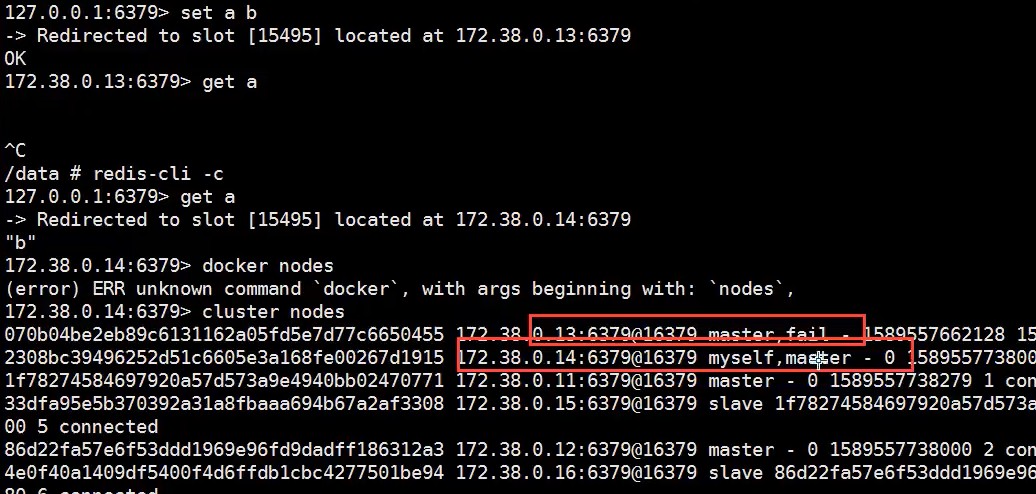 127.0.0.1:6379> set a b
-> Redirected to slot [15495] located at 172.38.0.13:6379
OK
172.38.0.13:6379> get a
^C
/data # redis-cli -c
127.0.0.1:6379> get a
-> Redirected to slot [15495] located at 172.38.0.14:6379
"b"
172.38.0.14:6379> docker nodes
(error) ERR unknown command `docker`, with args beginning with: `nodes`,
172.38.0.14:6379> cluster nodes
070b04be2eb89c6131162a05fd5e7d77c6650455 172.38.0.13:6379@16379 master,fail - 1589557662128 15
2308bc39496252d51c6605e3a168fe00267d1915 172.38.0.14:6379@16379 myself,master - 0 158955773800
1f78274584697920a57d573a9e4940bb02470771 172.38.0.11:6379@16379 master - 0 1589557738279 1 con
33dfa95e5b370392a31a8fbaaa694b67a2af3308 172.38.0.15:6379@16379 slave 1f78274584697920a57d573a
00 5 connected
86d22fa57e6f53ddd1969e96fd9dadff186312a3 172.38.0.12:6379@16379 master - 0 1589557738000 2 con
4e0f40a1409df5400f4d6ffdb1cbc4277501be94 172.38.0.16:6379@16379 slave 86d22fa57e6f53ddd1969e96
80 6 connected